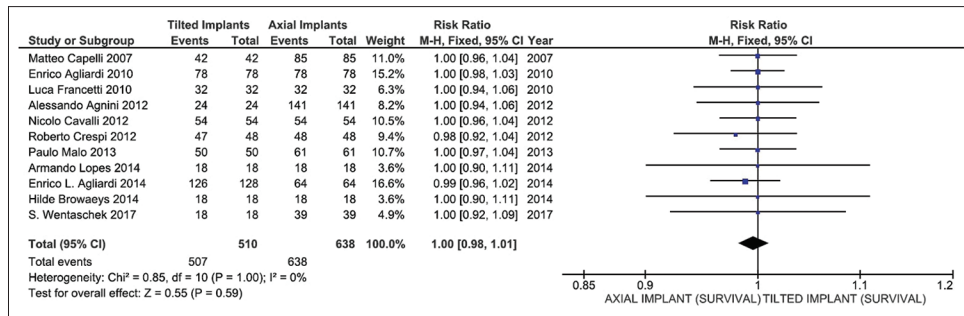 Tilted Implants Axial Implants Risk Ratio Risk Ratio
Study or Subgroup Events Total Events Total Weight M-H, Fixed, 95% CI Year M-H, Fixed, 95% CI
Matteo Capelli 2007 42 42 85 85 11.0% 1.00 [0.96, 1.04] 2007
Enrico Agliardi 2010 78 78 78 78 15.2% 1.00 [0.98, 1.03] 2010
Luca Francetti 2010 32 32 32 32 6.3% 1.00 [0.94, 1.06] 2010
Alessando Agnini 2012 24 24 141 141 8.2% 1.00 [0.94, 1.06] 2012
Nicolo Cavalli 2012 54 54 54 54 10.5% 1.00 [0.96, 1.04] 2012
Roberto Crespi 2012 47 48 48 48 9.4% 0.98 [0.92, 1.04] 2012
Paulo Malo 2013 50 50 61 61 10.7% 1.00 [0.97, 1.04] 2013
Armando Lopes 2014 18 18 18 18 3.6% 1.00 [0.90, 1.11] 2014
Enrico L. Agliardi 2014 126 128 64 64 16.6% 0.99 [0.96, 1.02] 2014
Hilde Browaeys 2014 18 18 18 18 3.6% 1.00 [0.90, 1.11] 2014
S. Wentaschek 2017 18 18 39 39 4.9% 1.00 [0.92, 1.09] 2017
Total (95% CI) 510 638 100.0% 1.00 [0.98, 1.01]
Total events 507 638
Heterogeneity: Chi² = 0.85, df = 10 (P = 1.00); I² = 0%
Test for overall effect: Z = 0.55 (P = 0.59)
0.85 0.9 1 1.1 1.2
AXIAL IMPLANT (SURVIVAL) TILTED IMPLANT (SURVIVAL)